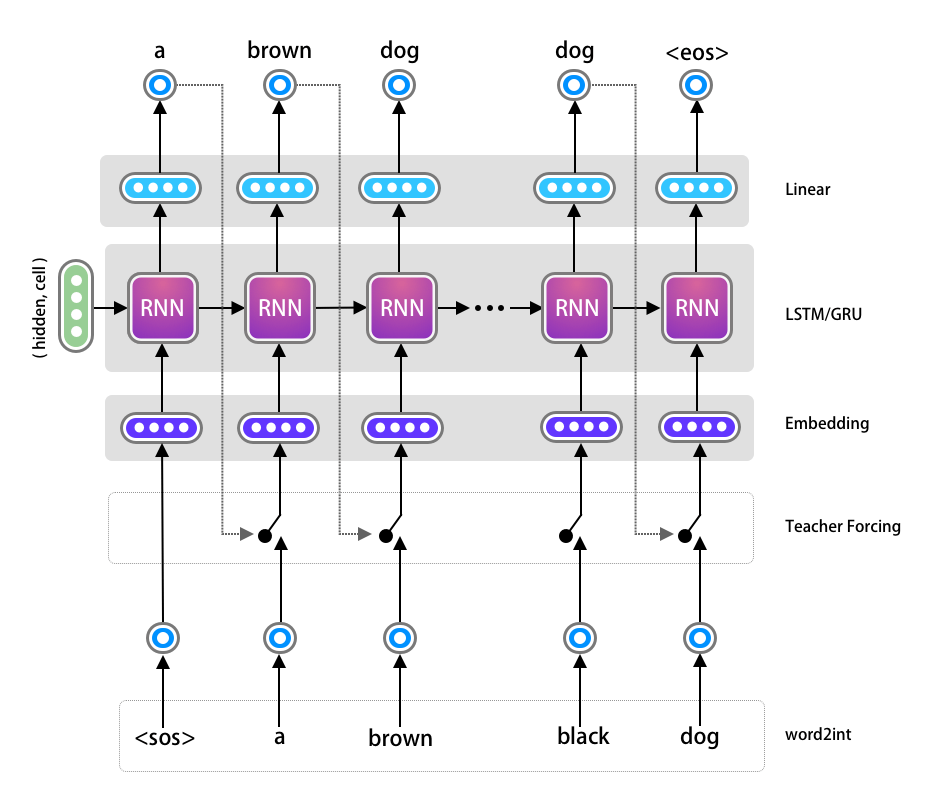 a brown dog dog <eos>
Linear
( hidden, cell )
RNN RNN RNN RNN RNN
LSTM/GRU
Embedding
Teacher Forcing
<sos> a brown black dog
word2int